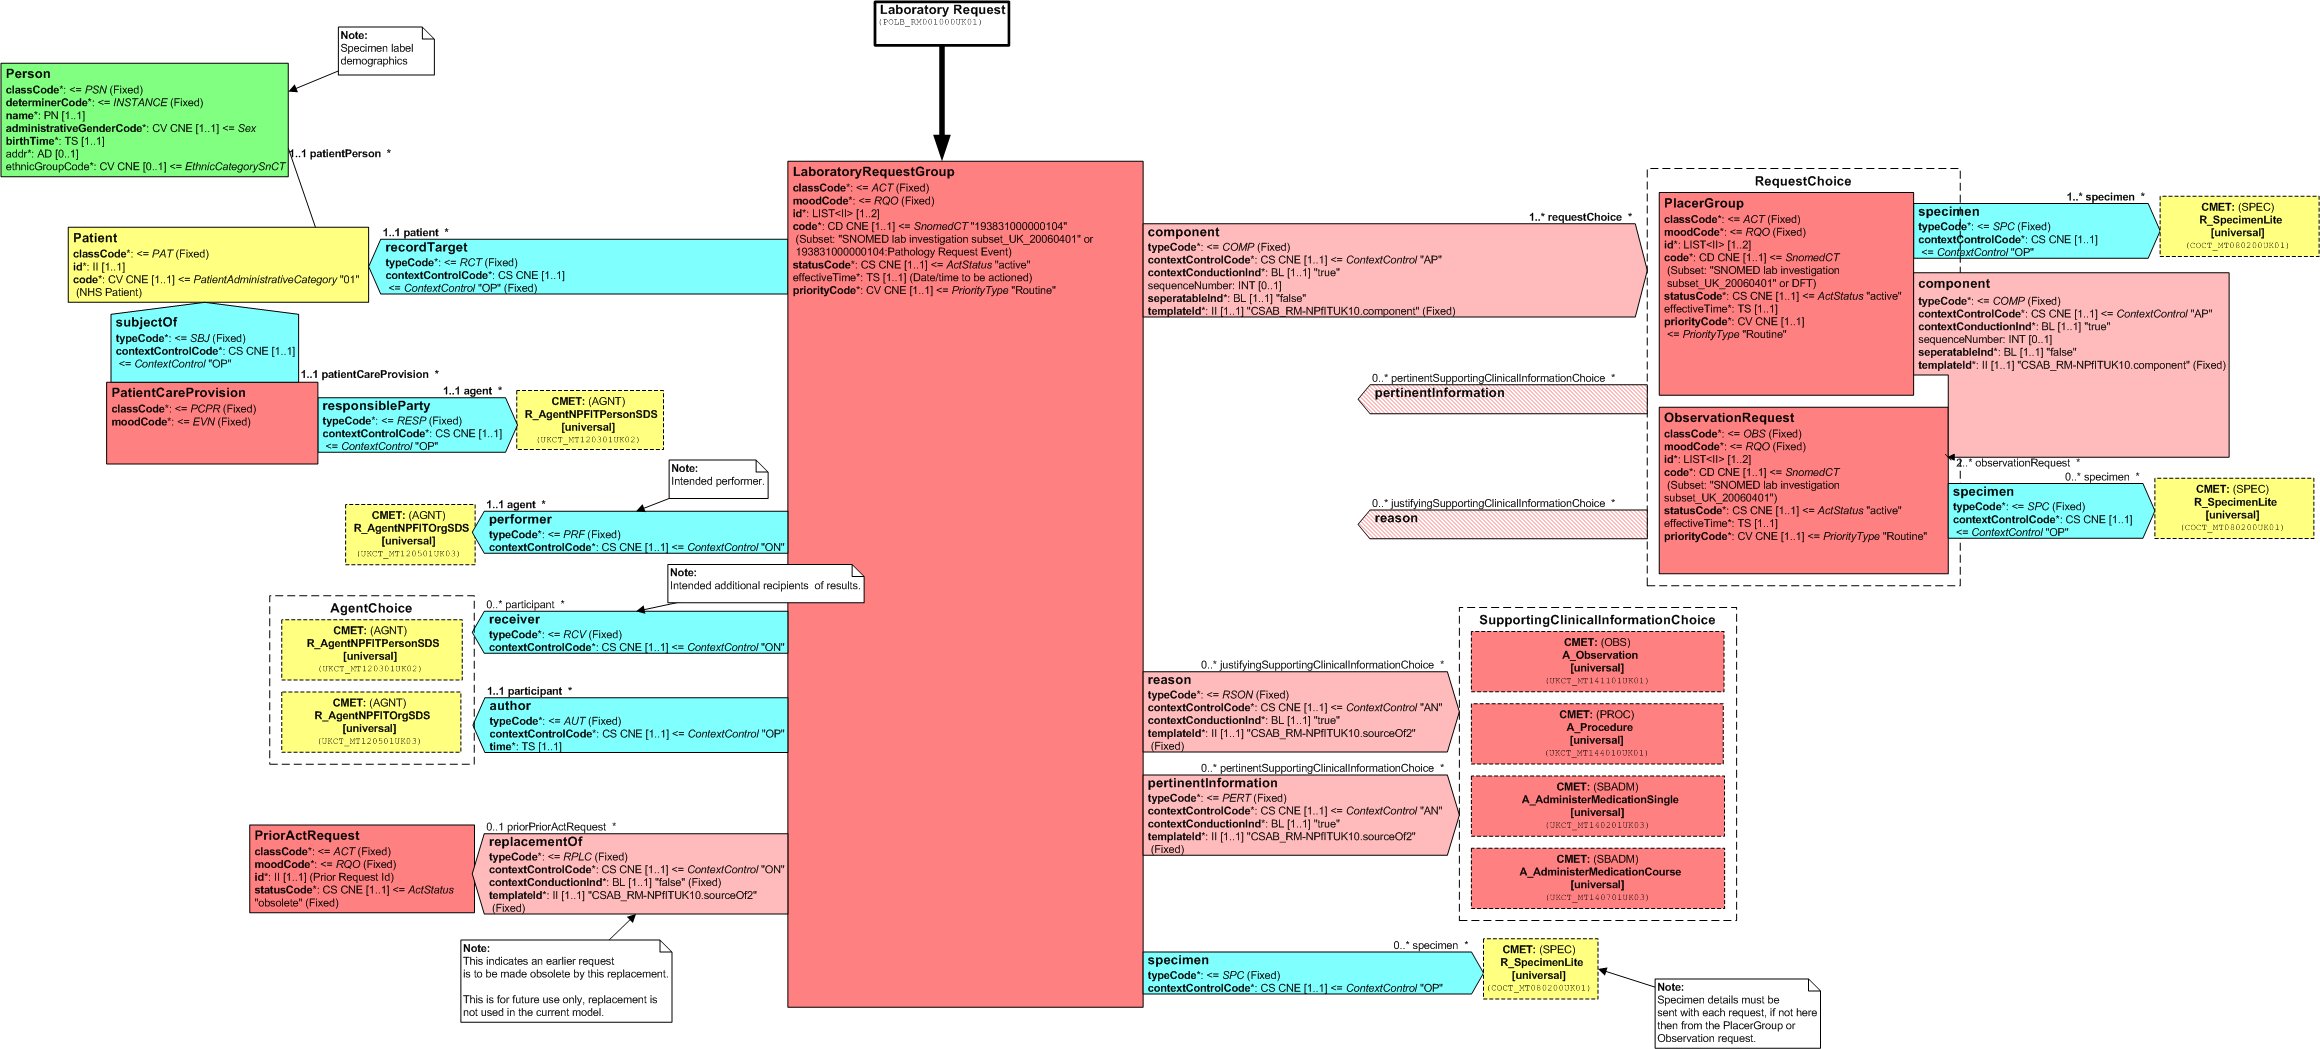 Laboratory Request
(POLB_RM001000UK01)
Note:
Specimen label
demographics
Person
classCode*: <= PSN (Fixed)
determinerCode*: <= INSTANCE (Fixed)
name*: PN [1..1]
administrativeGenderCode*: CV CNE [1..1] <= Sex
birthTime*: TS [1..1]
addr*: AD [0..1]
ethnicGroupCode*: CV CNE [0..1] <= EthnicCategorySnCT
1..1 patientPerson *
Patient
classCode*: <= PAT (Fixed)
id*: II [1..1]
code*: CV CNE [1..1] <= PatientAdministrativeCategory "01"
(NHS Patient)
1..1 patient *
recordTarget
typeCode*: <= RCT (Fixed)
contextControlCode*: CS CNE [1..1]
<= ContextControl "OP" (Fixed)
subjectOf
typeCode*: <= SBJ (Fixed)
contextControlCode*: CS CNE [1..1]
<= ContextControl "OP"
1..1 patientCareProvision *
PatientCareProvision
classCode*: <= PCPR (Fixed)
moodCode*: <= EVN (Fixed)
1..1 agent *
responsibleParty
typeCode*: <= RESP (Fixed)
contextControlCode*: CS CNE [1..1]
<= ContextControl "OP"
CMET: (AGNT)
R_AgentNPFITPersonSDS
[universal]
(UKCT_MT120301UK02)
Note:
Intended performer.
1..1 agent *
performer
typeCode*: <= PRF (Fixed)
contextControlCode*: CS CNE [1..1] <= ContextControl "ON"
CMET: (AGNT)
R_AgentNPFITOrgSDS
[universal]
(UKCT_MT120501UK03)
Note:
Intended additional recipients of results.
0..* participant *
receiver
typeCode*: <= RCV (Fixed)
contextControlCode*: CS CNE [1..1] <= ContextControl "ON"
AgentChoice
CMET: (AGNT)
R_AgentNPFITPersonSDS
[universal]
(UKCT_MT120301UK02)
CMET: (AGNT)
R_AgentNPFITOrgSDS
[universal]
(UKCT_MT120501UK03)
1..1 participant *
author
typeCode*: <= AUT (Fixed)
contextControlCode*: CS CNE [1..1] <= ContextControl "OP"
time*: TS [1..1]
0..1 priorPriorActRequest *
replacementOf
typeCode*: <= RPLC (Fixed)
contextControlCode*: CS CNE [1..1] <= ContextControl "ON"
contextConductionInd*: BL [1..1] "false" (Fixed)
templateId*: II [1..1] "CSAB_RM-NPfITUK10.sourceOf2"
(Fixed)
PriorActRequest
classCode*: <= ACT (Fixed)
moodCode*: <= RQO (Fixed)
id*: II [1..1] (Prior Request Id)
statusCode*: CS CNE [1..1] <= ActStatus
"obsolete" (Fixed)
Note:
This indicates an earlier request
is to be made obsolete by this replacement.
This is for future use only, replacement is
not used in the current model.
LaboratoryRequestGroup
classCode*: <= ACT (Fixed)
moodCode*: <= RQO (Fixed)
id*: LIST<II> [1..2]
code*: CD CNE [1..1] <= SnomedCT "193831000000104"
(Subset: "SNOMED lab investigation subset_UK_20060401" or
193831000000104:Pathology Request Event)
statusCode*: CS CNE [1..1] <= ActStatus "active"
effectiveTime*: TS [1..1] (Date/time to be actioned)
priorityCode*: CV CNE [1..1] <= PriorityType "Routine"
1..* requestChoice *
component
typeCode*: <= COMP (Fixed)
contextControlCode*: CS CNE [1..1] <= ContextControl "AP"
contextConductionInd*: BL [1..1] "true"
sequenceNumber: INT [0..1]
seperatableInd*: BL [1..1] "false"
templateId*: II [1..1] "CSAB_RM-NPfITUK10.component" (Fixed)
RequestChoice
PlacerGroup
classCode*: <= ACT (Fixed)
moodCode*: <= RQO (Fixed)
id*: LIST<II> [1..2]
code*: CD CNE [1..1] <= SnomedCT
(Subset: "SNOMED lab investigation
subset_UK_20060401" or DFT)
statusCode*: CS CNE [1..1] <= ActStatus "active"
effectiveTime*: TS [1..1]
priorityCode*: CV CNE [1..1]
<= PriorityType "Routine"
1..* specimen *
specimen
typeCode*: <= SPC (Fixed)
contextControlCode*: CS CNE [1..1]
<= ContextControl "OP"
CMET: (SPEC)
R_SpecimenLite
[universal]
(COCT_MT080200UK01)
component
typeCode*: <= COMP (Fixed)
contextControlCode*: CS CNE [1..1] <= ContextControl "AP"
contextConductionInd*: BL [1..1] "true"
sequenceNumber: INT [0..1]
seperatableInd*: BL [1..1] "false"
templateId*: II [1..1] "CSAB_RM-NPfITUK10.component" (Fixed)
0..* pertinentSupportingClinicalInformationChoice *
pertinentInformation
0..* justifyingSupportingClinicalInformationChoice *
reason
ObservationRequest
classCode*: <= OBS (Fixed)
moodCode*: <= RQO (Fixed)
id*: LIST<II> [1..2]
code*: CD CNE [1..1] <= SnomedCT
(Subset: "SNOMED lab investigation
subset_UK_20060401")
statusCode*: CS CNE [1..1] <= ActStatus "active"
effectiveTime*: TS [1..1]
priorityCode*: CV CNE [1..1] <= PriorityType "Routine"
observationRequest *
0..* specimen *
specimen
typeCode*: <= SPC (Fixed)
contextControlCode*: CS CNE [1..1]
<= ContextControl "OP"
CMET: (SPEC)
R_SpecimenLite
[universal]
(COCT_MT080200UK01)
0..* justifyingSupportingClinicalInformationChoice *
reason
typeCode*: <= RSON (Fixed)
contextControlCode*: CS CNE [1..1] <= ContextControl "AN"
contextConductionInd*: BL [1..1] "true"
templateId*: II [1..1] "CSAB_RM-NPfITUK10.sourceOf2"
(Fixed)
0..* pertinentSupportingClinicalInformationChoice *
pertinentInformation
typeCode*: <= PERT (Fixed)
contextControlCode*: CS CNE [1..1] <= ContextControl "AN"
contextConductionInd*: BL [1..1] "true"
templateId*: II [1..1] "CSAB_RM-NPfITUK10.sourceOf2"
(Fixed)
SupportingClinicalInformationChoice
CMET: (OBS)
A_Observation
[universal]
(UKCT_MT141101UK01)
CMET: (PROC)
A_Procedure
[universal]
(UKCT_MT144010UK01)
CMET: (SBADM)
A_AdministerMedicationSingle
[universal]
(UKCT_MT140201UK03)
CMET: (SBADM)
A_AdministerMedicationCourse
[universal]
(UKCT_MT140701UK03)
0..* specimen *
specimen
typeCode*: <= SPC (Fixed)
contextControlCode*: CS CNE [1..1] <= ContextControl "OP"
CMET: (SPEC)
R_SpecimenLite
[universal]
(COCT_MT080200UK01)
Note:
Specimen details must be
sent with each request, if not here
then from the PlacerGroup or
Observation request.